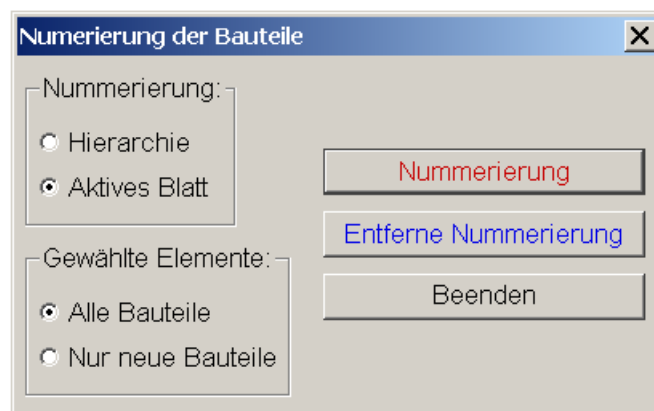 Numerierung der Bauteile
Nummerierung:
Hierarchie
Aktives Blatt
Gewählte Elemente:
Alle Bauteile
Nur neue Bauteile
Nummerierung
Entferne Nummerierung
Beenden